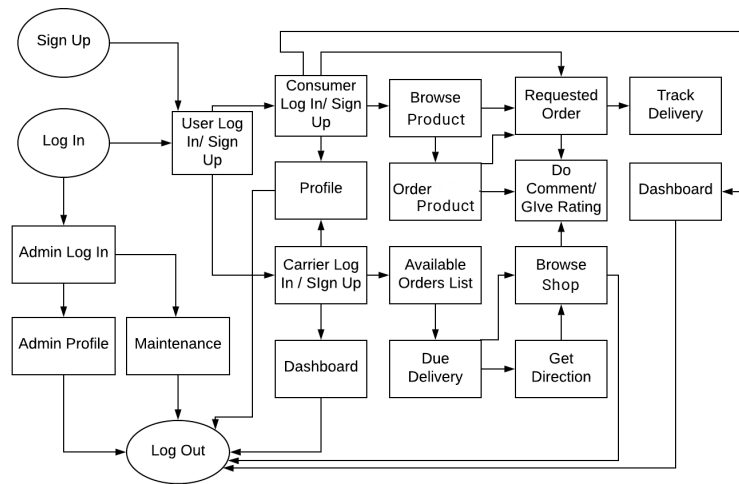 Sign Up
Log In
User Log
In/ Sign
Up
Consumer
Log In/ Sign
Up
Browse
Product
Requested
Order
Track
Delivery
Profile
Order
Product
Do
Comment/
GIve Rating
Dashboard
Admin Log In
Carrier Log
In / SIgn Up
Available
Orders List
Browse
Shop
Admin Profile
Maintenance
Dashboard
Due
Delivery
Get
Direction
Log Out